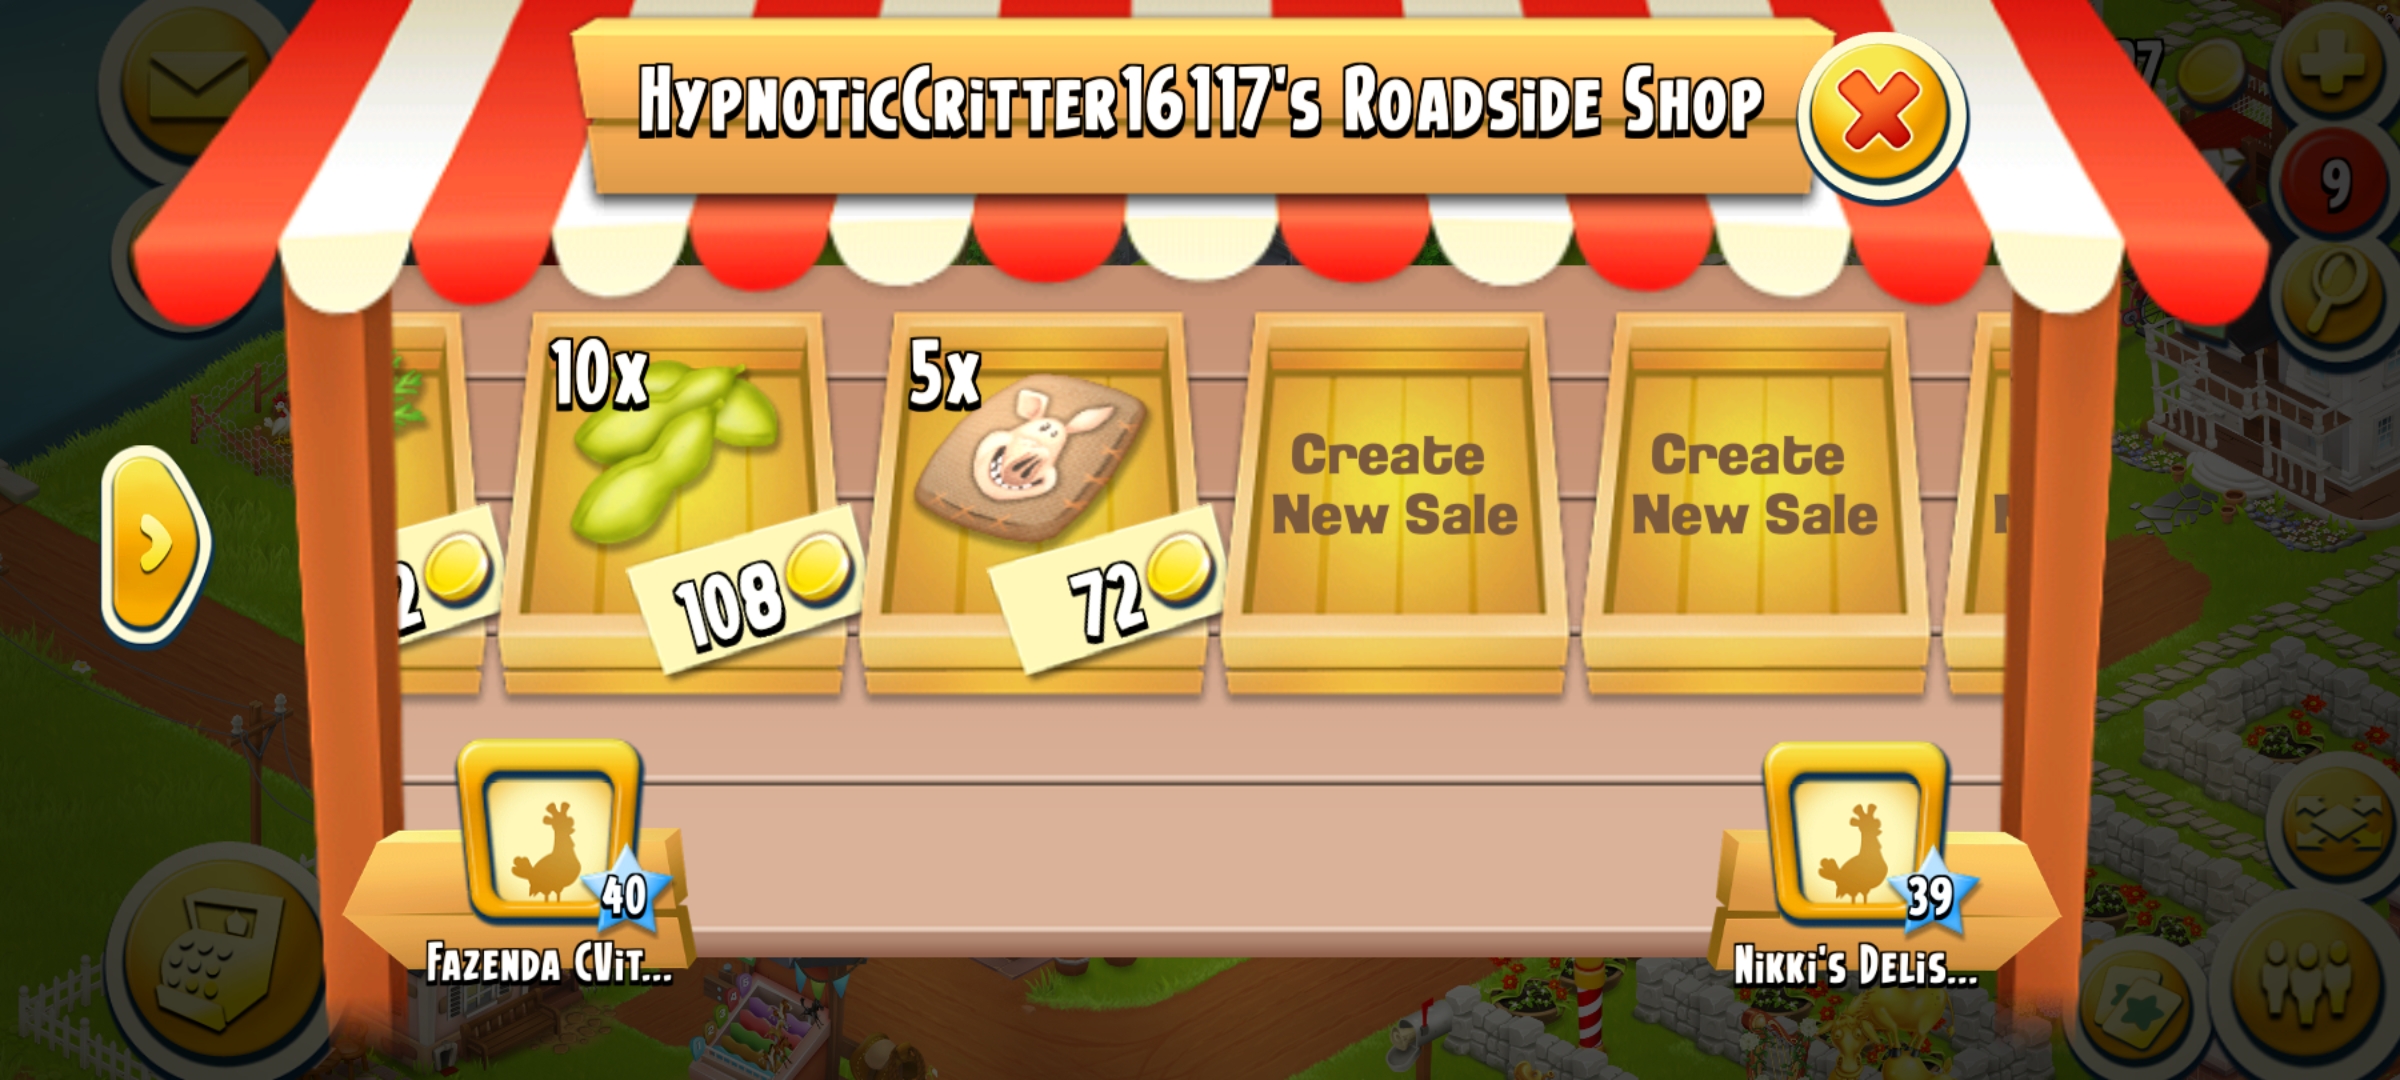 HypnoticCritter16117's Roadside Shop
9
10x
5x
Create
New Sale
Create
New Sale
108
72
40
39
Fazenda CVit...
Nikki's Delis...